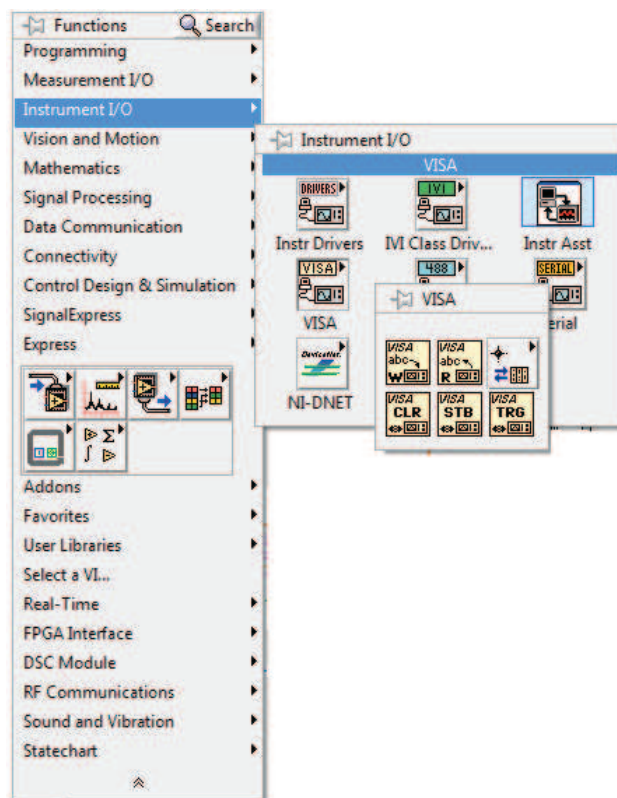 Functions
Search
Programming
Measurement I/O
Instrument I/O
Vision and Motion
Mathematics
Signal Processing
Data Communication
Connectivity
Control Design & Simulation
SignalExpress
Express
Addons
Favorites
User Libraries
Select a VI...
Real-Time
FPGA Interface
DSC Module
RF Communications
Sound and Vibration
Statechart
Instrument I/O
VISA
DRIVERS
IVI
Instr Drivers
IVI Class Driv...
Instr Asst
VISA
488
SERIAL
VISA
erial
DeviceNet
NI-DNET
VISA
VISA
abc
W
VISA
abc
R
VISA
CLR
VISA
STB
VISA
TRG